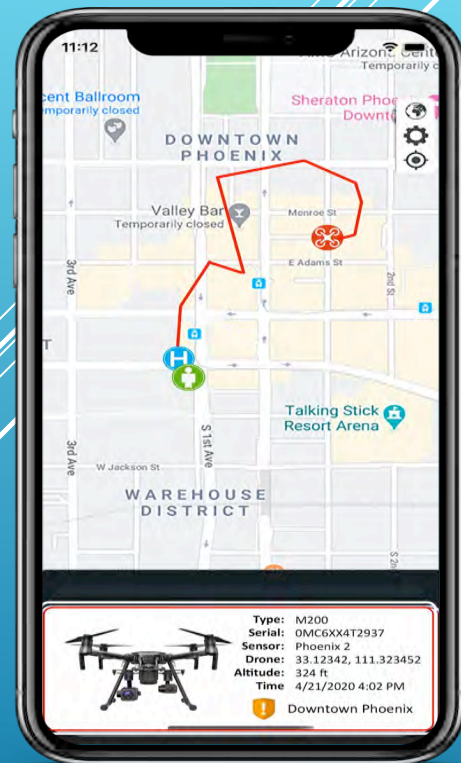 11:12
Arizona Cente
Temporarily c
cent Ballroom
emporarily closed
Sheraton Phoe
Downt
DOWNTOWN
PHOENIX
Valley Bar
Temporarily closed
Monroe St
E Adams St
3rd Ave
2nd St
H
T
Talking Stick
Resort Arena
3rd Ave
S 1st Ave
W Jackson St
WAREHOUSE
DISTRICT
S 2n
Type: M200
Serial: 0MC6XX4T2937
Sensor: Phoenix 2
Drone: 33.12342, 111.323452
Altitude: 324 ft
Time 4/21/2020 4:02 PM
Downtown Phoenix